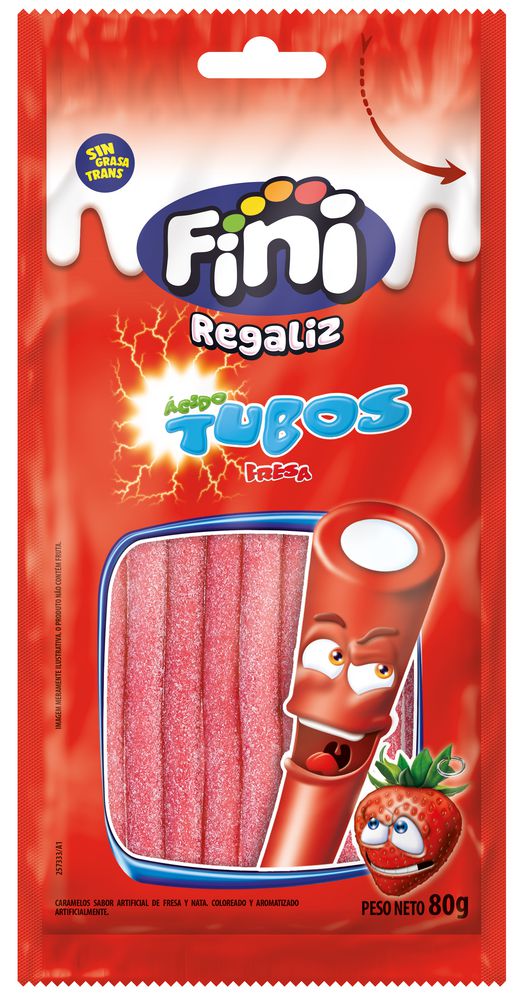 SIN
GRASA
TRANS
Fini
Regaliz
ÁCIDO
TUBOS
FRESA
IMAGEM MERAMENTE ILUSTRATIVA. O PRODUTO NÃO CONTÉM FRUTA.
257333/A1
CARAMELOS SABOR ARTIFICIAL DE FRESA Y NATA. COLOREADO Y AROMATIZADO
ARTIFICIALMENTE.
PESO NETO 80g